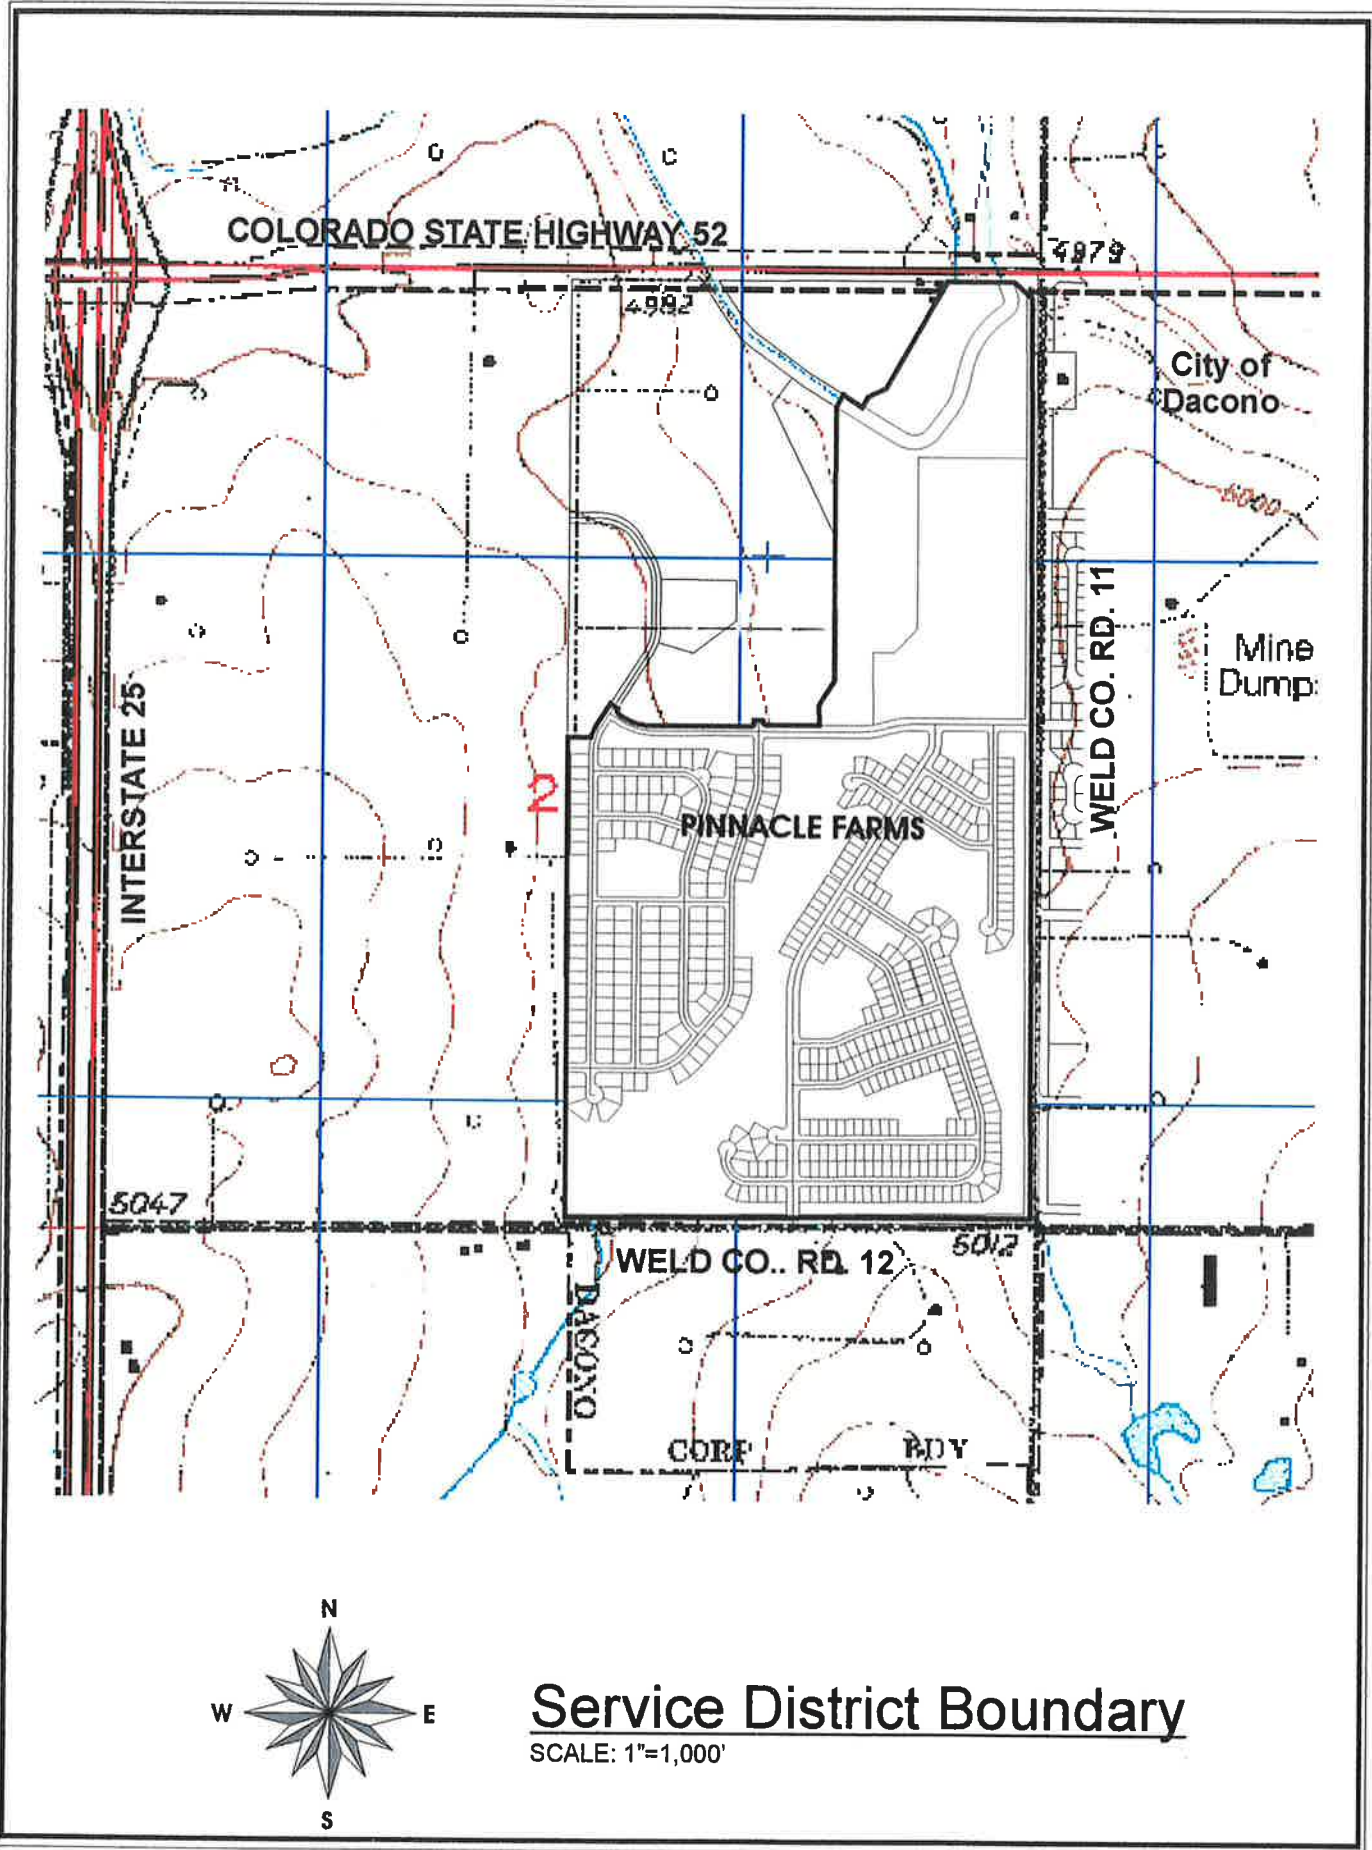 COLORADO STATE HIGHWAY 52
4979
4982
City of
Dacono
6000
WELD CO. RD. 11
Mine
Dump
INTERSTATE 25
2
PINNACLE FARMS
5047
WELD CO.. RD. 12
5012
DACONO
CORP BDY
N
W
E
S
Service District Boundary
SCALE: 1"=1,000'